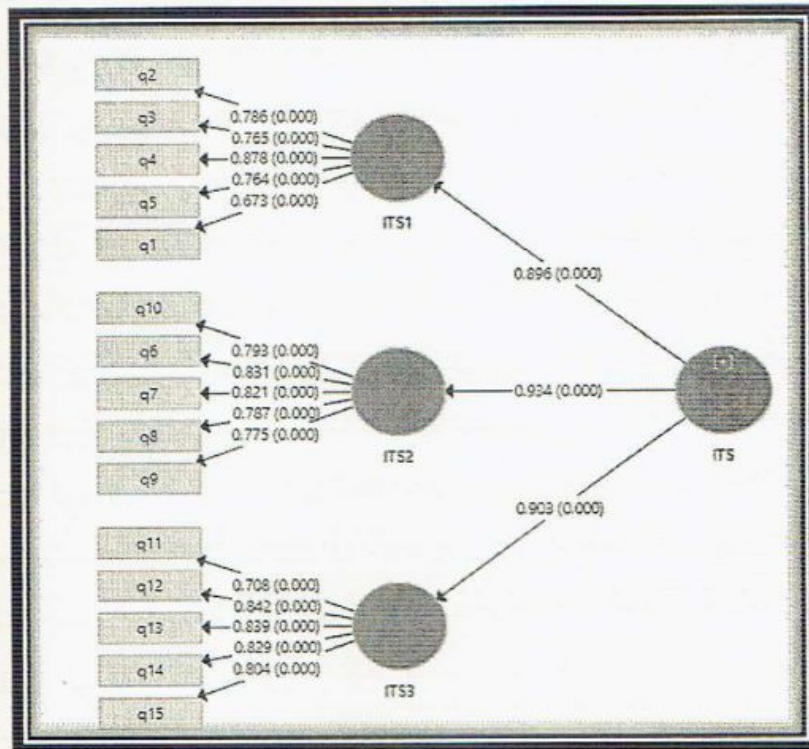 q2
q3
q4
q5
q1
0.786 (0.000)
0.765 (0.000)
0.878 (0.000)
0.764 (0.000)
0.673 (0.000)
ITS1
0.896 (0.000)
q10
q6
q7
q8
q9
0.793 (0.000)
0.831 (0.000)
0.821 (0.000)
0.787 (0.000)
0.775 (0.000)
ITS2
0.934 (0.000)
ITS
0.903 (0.000)
q11
q12
q13
q14
q15
0.708 (0.000)
0.842 (0.000)
0.839 (0.000)
0.829 (0.000)
0.804 (0.000)
ITS3